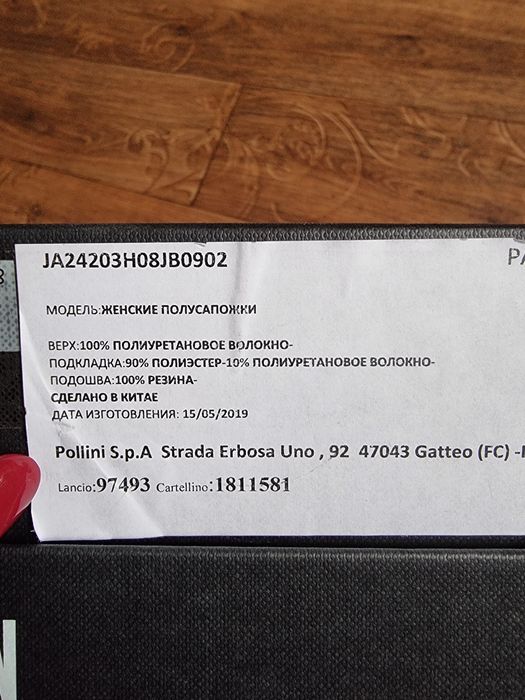 JA24203H08JB0902
МОДЕЛЬ:ЖЕНСКИЕ ПОЛУСАПОЖКИ
ВЕРХ:100% ПОЛИУРЕТАНОВОЕ ВОЛОКНО-
ПОДКЛАДКА:90% ПОЛИЭСТЕР-10% ПОЛИУРЕТАНОВОЕ ВОЛОКНО-
ПОДОШВА:100% РЕЗИНА-
СДЕЛАНО В КИТАЕ
ДАТА ИЗГОТОВЛЕНИЯ: 15/05/2019
Pollini S.p.A Strada Erbosa Uno , 92 47043 Gatteo (FC) -
Lancio:97493 Cartellino:1811581